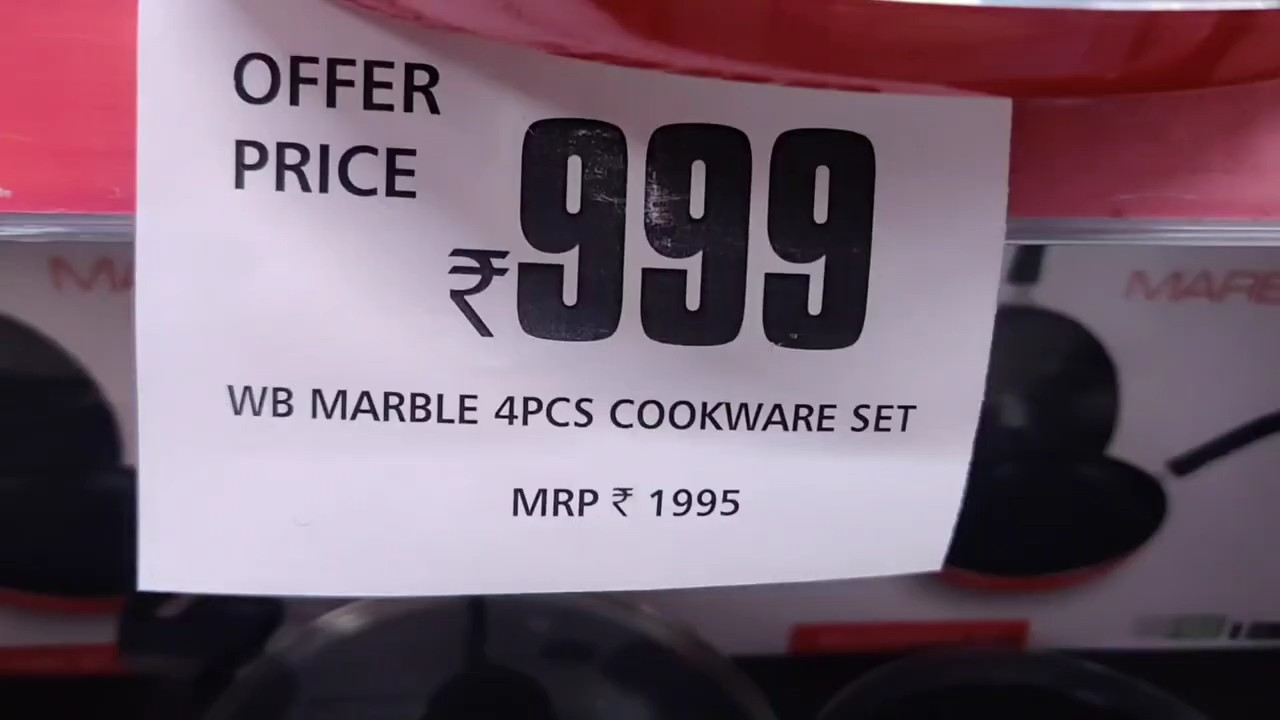 OFFER
PRICE
₹999
WB MARBLE 4PCS COOKWARE SET
MRP ₹ 1995